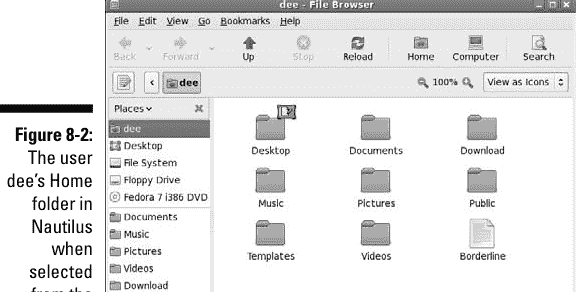 dee - File Browser
File Edit View Go Bookmarks Help
Back Forward Up Stop Reload Home Computer Search
dee 100% View as Icons
Places
dee
Desktop
File System
Floppy Drive
Fedora 7 i386 DVD
Documents
Music
Pictures
Videos
Download
Desktop Documents Download
Music Pictures Public
Templates Videos Borderline
Figure 8-2:
The user
dee's Home
folder in
Nautilus
when
selected
from the